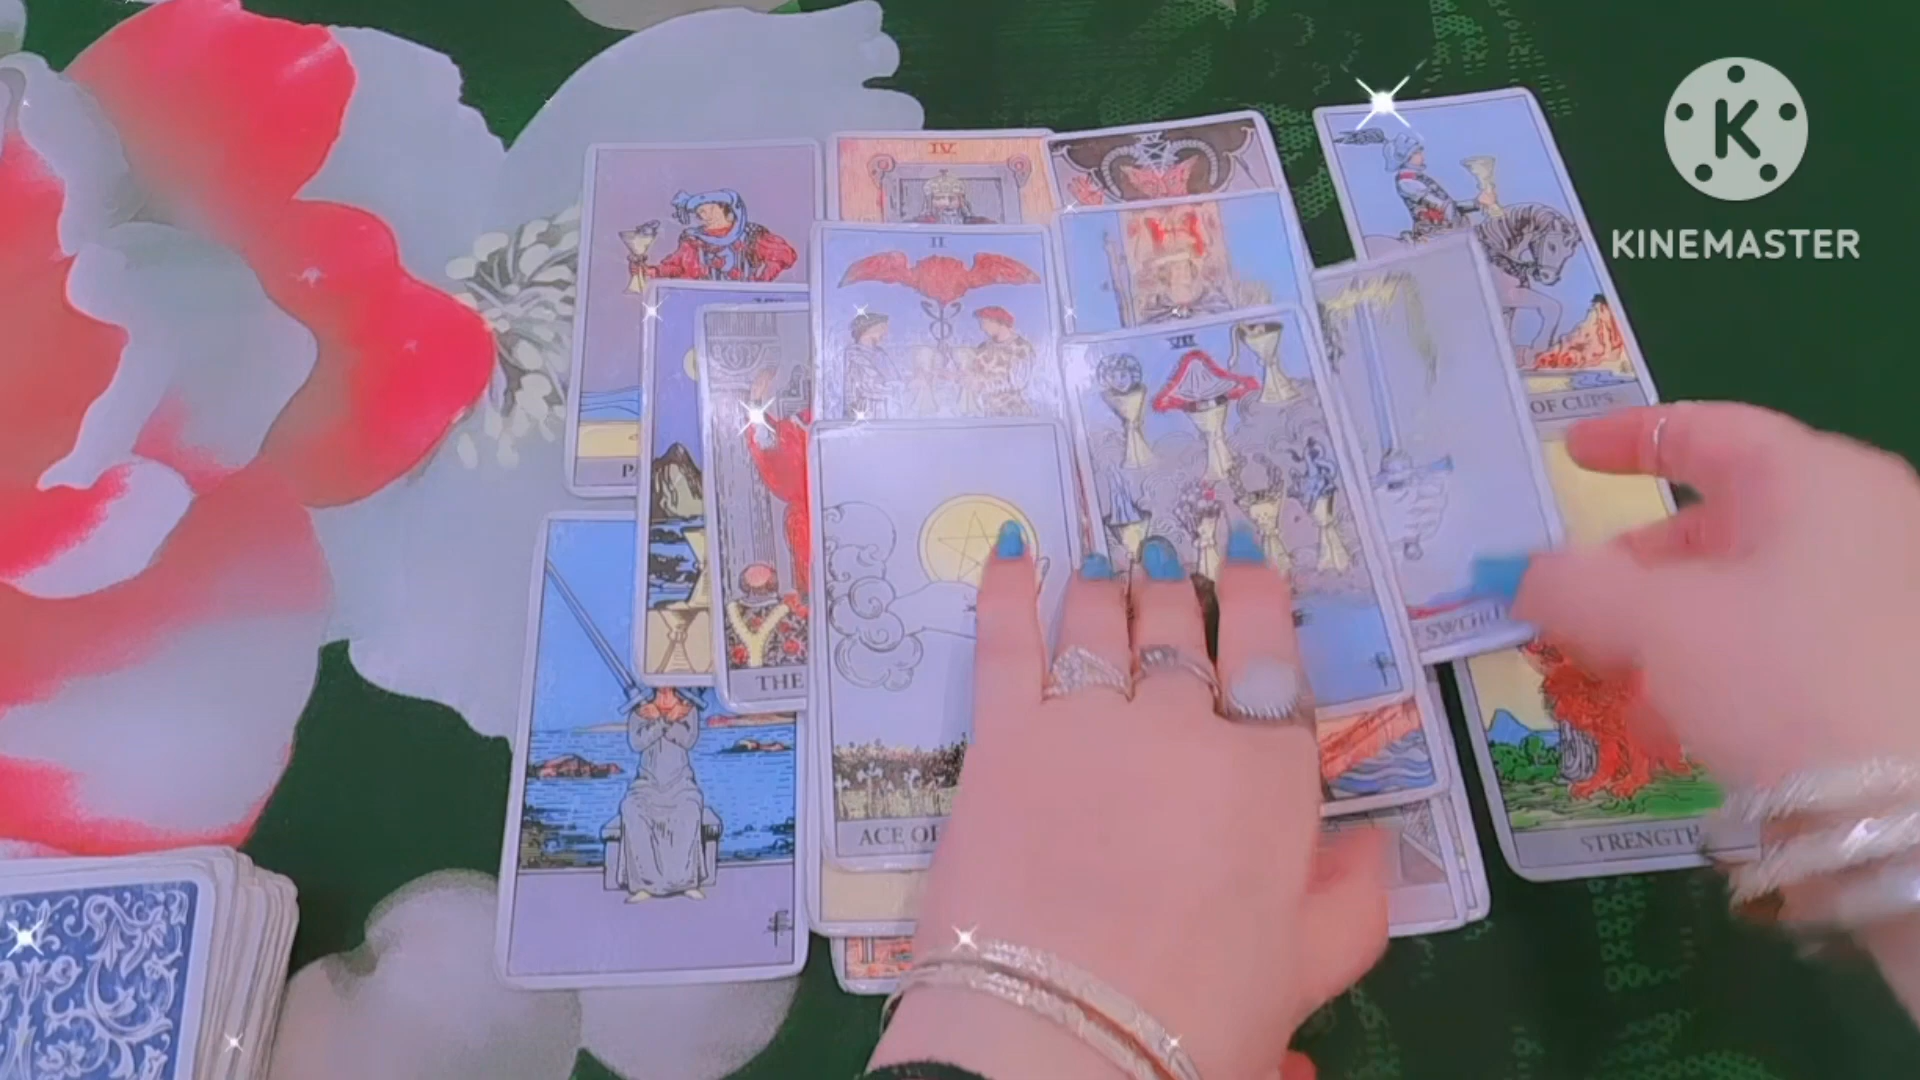 IV
II
VII
K
KINEMASTER
OF CUPS
SWORD
THE
ACE OF
STRENGTH